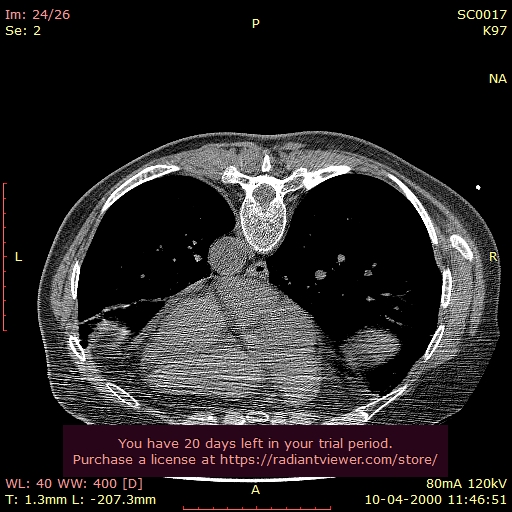 Im: 24/26
Se: 2
P
SC0017
K97
NA
L
R
You have 20 days left in your trial period.
Purchase a license at https://radiantviewer.com/store/
WL: 40 WW: 400 [D]
T: 1.3mm L: -207.3mm
A
80mA 120kV
10-04-2000 11:46:51